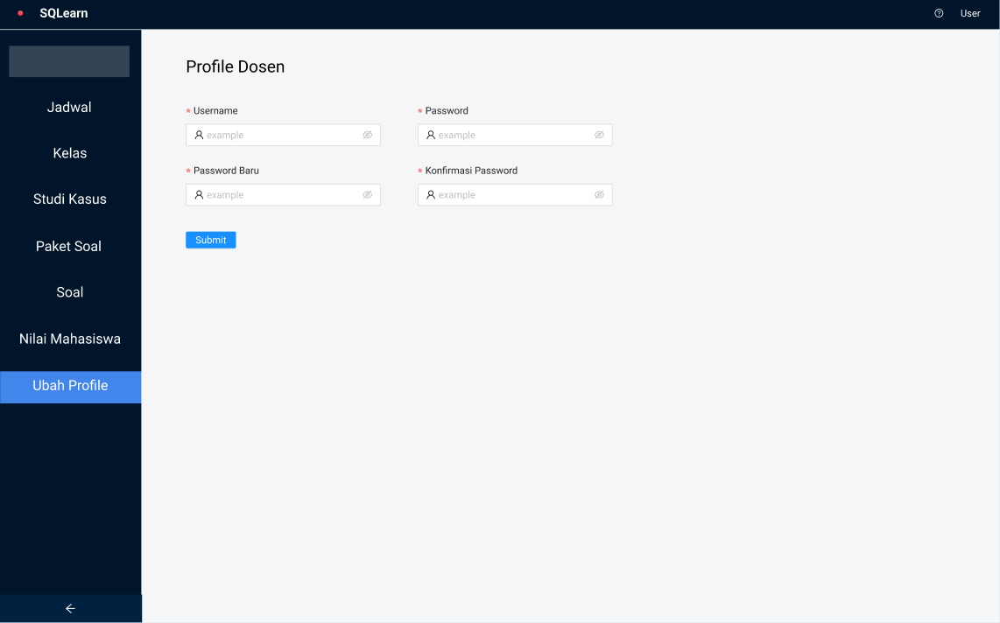 SQLearn
User
Jadwal
Kelas
Studi Kasus
Paket Soal
Soal
Nilai Mahasiswa
Ubah Profile
Profile Dosen
* Username
* Password
example
example
* Password Baru
* Konfirmasi Password
example
example
Submit